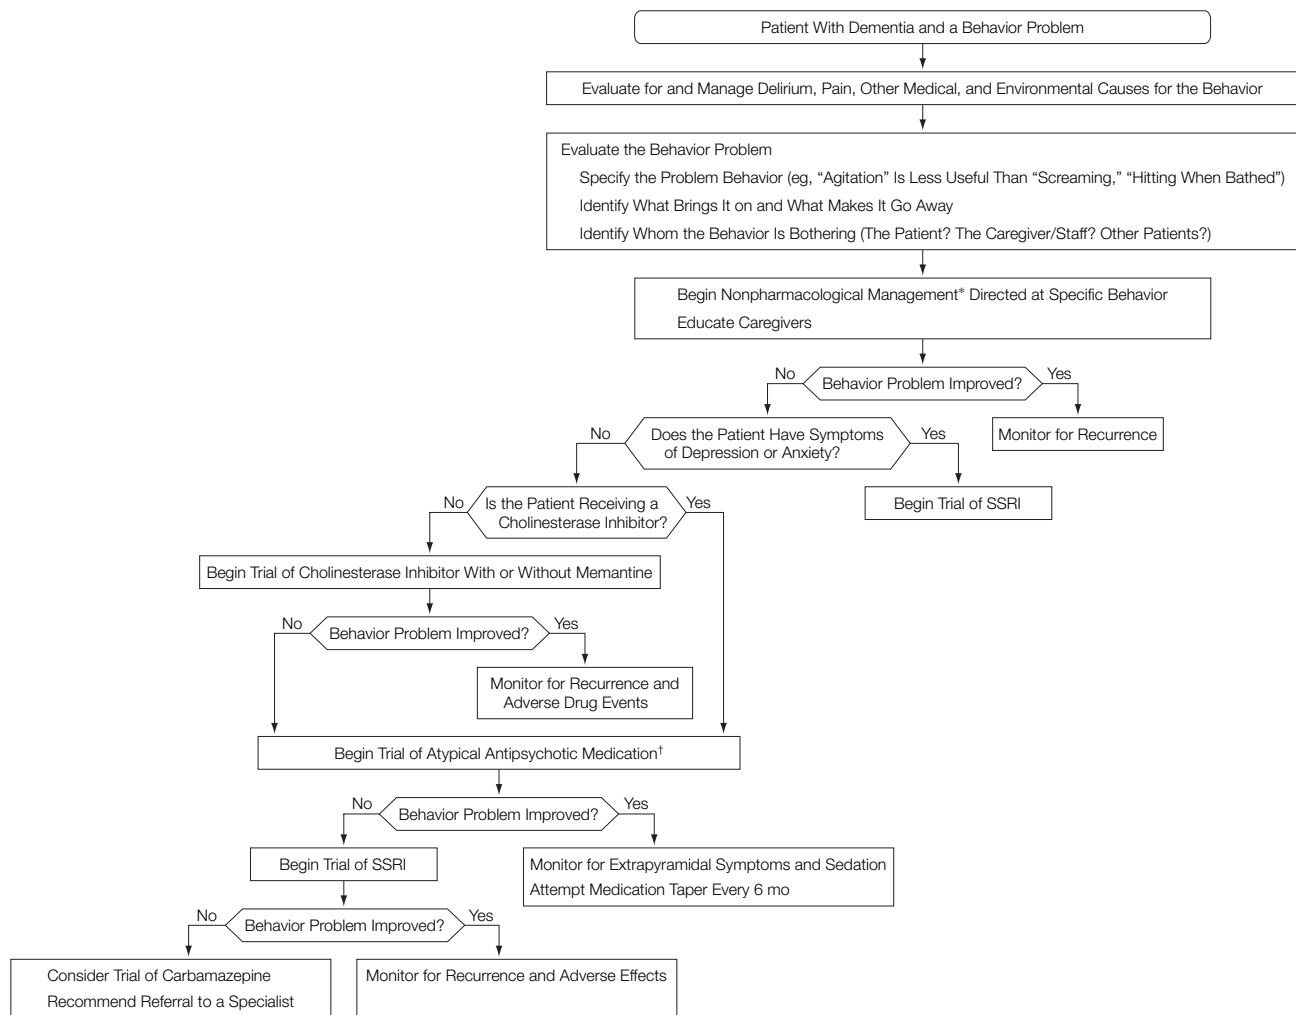 Patient With Dementia and a Behavior Problem
Evaluate for and Manage Delirium, Pain, Other Medical, and Environmental Causes for the Behavior
Evaluate the Behavior Problem
Specify the Problem Behavior (eg, “Agitation” Is Less Useful Than “Screaming,” “Hitting When Bathed”)
Identify What Brings It on and What Makes It Go Away
Identify Whom the Behavior Is Bothering (The Patient? The Caregiver/Staff? Other Patients?)
Begin Nonpharmacological Management* Directed at Specific Behavior
Educate Caregivers
No
Behavior Problem Improved?
Yes
Monitor for Recurrence
No
Does the Patient Have Symptoms
of Depression or Anxiety?
Yes
Begin Trial of SSRI
No
Is the Patient Receiving a
Cholinesterase Inhibitor?
Yes
Begin Trial of Cholinesterase Inhibitor With or Without Memantine
No
Behavior Problem Improved?
Yes
Monitor for Recurrence and
Adverse Drug Events
Begin Trial of Atypical Antipsychotic Medication†
No
Behavior Problem Improved?
Yes
Begin Trial of SSRI
Monitor for Extrapyramidal Symptoms and Sedation
Attempt Medication Taper Every 6 mo
No
Behavior Problem Improved?
Yes
Consider Trial of Carbamazepine
Recommend Referral to a Specialist
Monitor for Recurrence and Adverse Effects